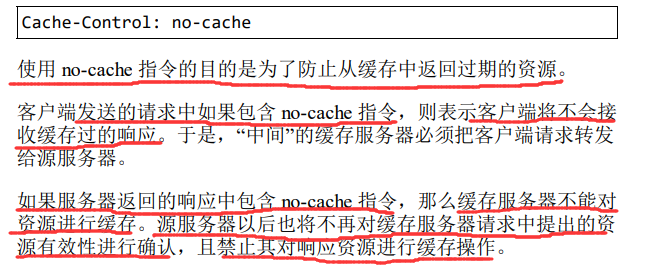 Cache-Control: no-cache
使用 no-cache 指令的目的是为了防止从缓存中返回过期的资源。
客户端发送的请求中如果包含 no-cache 指令，则表示客户端将不会接
收缓存过的响应。于是，“中间”的缓存服务器必须把客户端请求转发
给源服务器。
如果服务器返回的响应中包含 no-cache 指令，那么缓存服务器不能对
资源进行缓存。源服务器以后也将不再对缓存服务器请求中提出的资
源有效性进行确认，且禁止其对响应资源进行缓存操作。